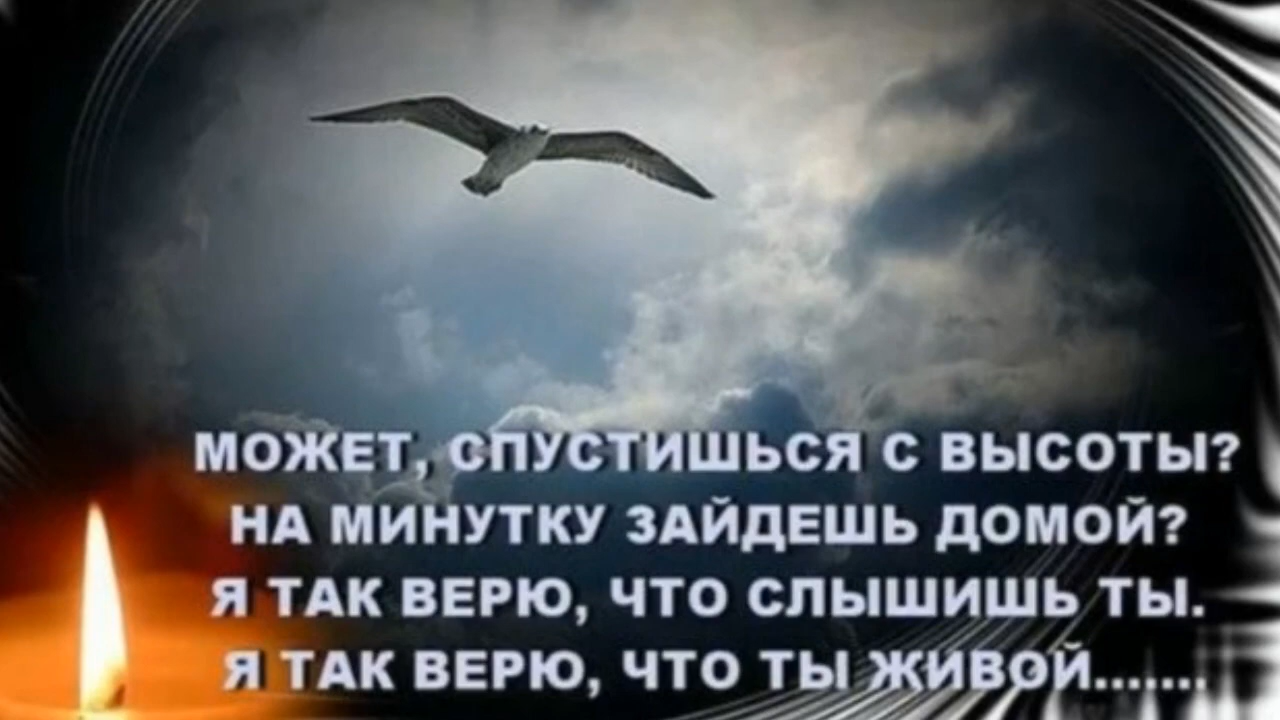 МОЖЕТ, СПУСТИШЬСЯ С ВЫСОТЫ?
НА МИНУТКУ ЗАЙДЕШЬ ДОМОЙ?
Я ТАК ВЕРЮ, ЧТО СЛЫШИШЬ ТЫ.
Я ТАК ВЕРЮ, ЧТО ТЫ ЖИВОЙ.......